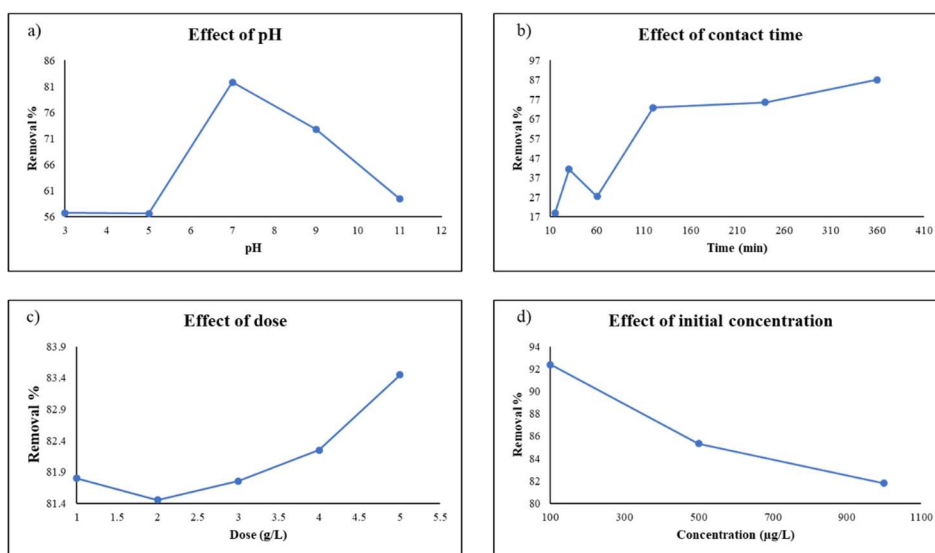 a)
Effect of pH
86
81
76
71
66
61
56
3 4 5 6 7 8 9 10 11 12
Removal %
pH
b)
Effect of contact time
97
87
77
67
57
47
37
27
17
10 60 110 160 210 260 310 360 410
Removal %
Time (min)
c)
Effect of dose
83.9
83.4
82.9
82.4
81.9
81.4
1 1.5 2 2.5 3 3.5 4 4.5 5 5.5
Removal %
Dose (g/L)
d)
Effect of initial concentration
94
92
90
88
86
84
82
80
100 300 500 700 900 1100
Removal %
Concentration (µg/L)